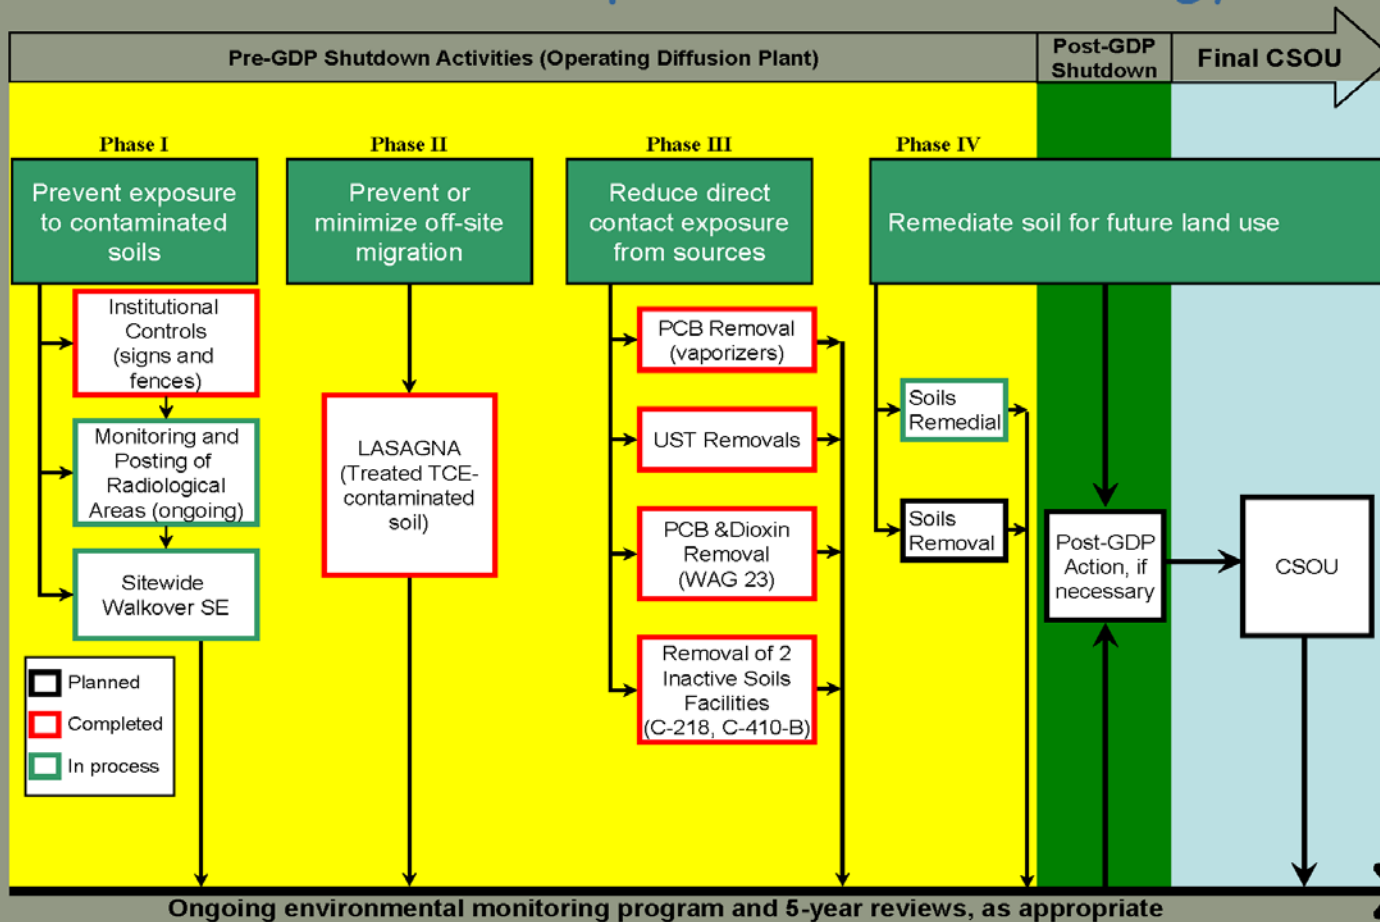 Pre-GDP Shutdown Activities (Operating Diffusion Plant)
Post-GDP
Shutdown
Final CSOU
Phase I
Prevent exposure
to contaminated
soils
Institutional
Controls
(signs and
fences)
Monitoring and
Posting of
Radiological
Areas (ongoing)
Sitewide
Walkover SE
Planned
Completed
In process
Phase II
Prevent or
minimize off-site
migration
LASAGNA
(Treated TCE-
contaminated
soil)
Phase III
Reduce direct
contact exposure
from sources
PCB Removal
(vaporizers)
UST Removals
PCB &Dioxin
Removal
(WAG 23)
Removal of 2
Inactive Soils
Facilities
(C-218, C-410-B)
Phase IV
Remediate soil for future land use
Soils
Remedial
Soils
Removal
Post-GDP
Action, if
necessary
CSOU
Ongoing environmental monitoring program and 5-year reviews, as appropriate